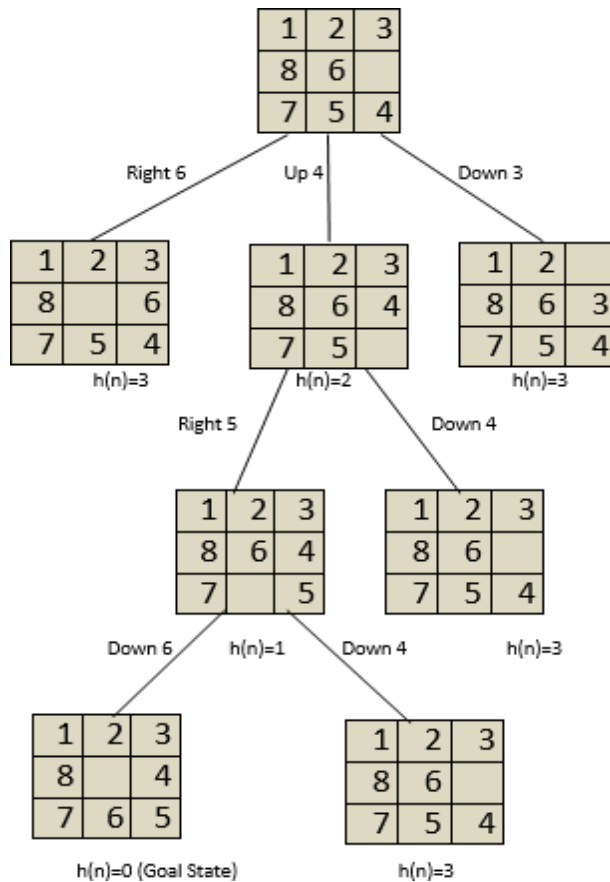 1 2 3
8 6
7 5 4
Right 6 Up 4 Down 3
1 2 3 1 2 3 1 2
8 6 8 6 4 8 6 3
7 5 4 7 5 7 5 4
h(n)=3 h(n)=2 h(n)=3
Right 5 Down 4
1 2 3 1 2 3
8 6 4 8 6
7 5 7 5 4
Down 6 h(n)=1 Down 4 h(n)=3
1 2 3 1 2 3
8 4 8 6
7 6 5 7 5 4
h(n)=0 (Goal State) h(n)=3